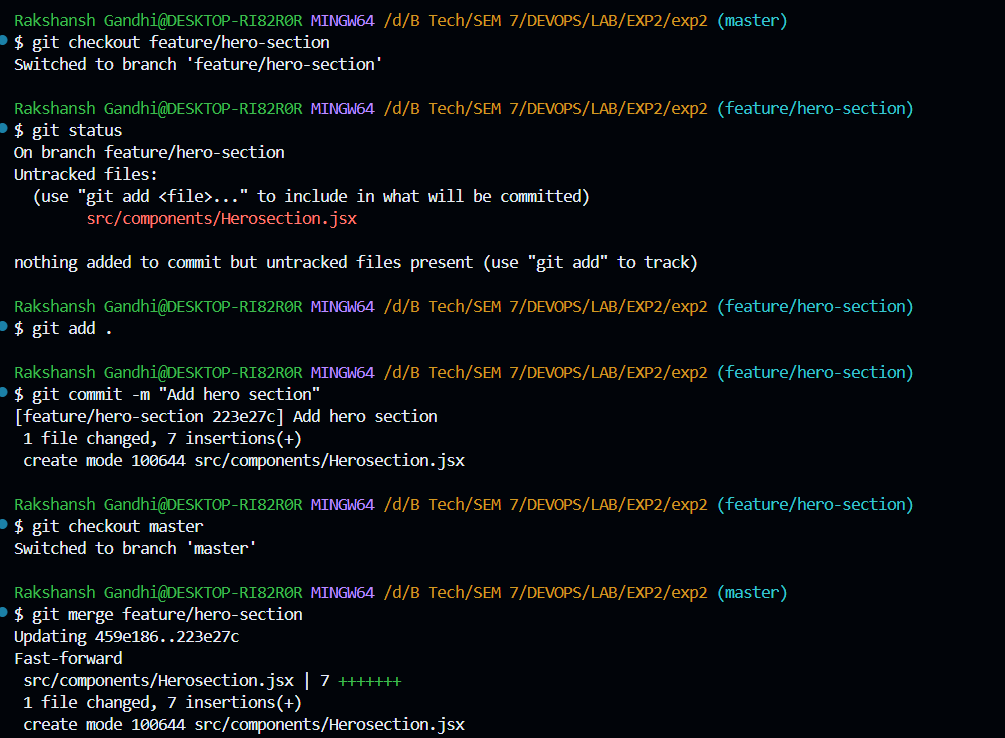 Rakshansh Gandhi@DESKTOP-RI82R0R MINGW64 /d/B Tech/SEM 7/DEVOPS/LAB/EXP2/exp2 (master)
$ git checkout feature/hero-section
Switched to branch 'feature/hero-section'
Rakshansh Gandhi@DESKTOP-RI82R0R MINGW64 /d/B Tech/SEM 7/DEVOPS/LAB/EXP2/exp2 (feature/hero-section)
$ git status
On branch feature/hero-section
Untracked files:
  (use "git add <file>..." to include in what will be committed)
        src/components/Herosection.jsx
nothing added to commit but untracked files present (use "git add" to track)
Rakshansh Gandhi@DESKTOP-RI82R0R MINGW64 /d/B Tech/SEM 7/DEVOPS/LAB/EXP2/exp2 (feature/hero-section)
$ git add .
Rakshansh Gandhi@DESKTOP-RI82R0R MINGW64 /d/B Tech/SEM 7/DEVOPS/LAB/EXP2/exp2 (feature/hero-section)
$ git commit -m "Add hero section"
[feature/hero-section 223e27c] Add hero section
 1 file changed, 7 insertions(+)
 create mode 100644 src/components/Herosection.jsx
Rakshansh Gandhi@DESKTOP-RI82R0R MINGW64 /d/B Tech/SEM 7/DEVOPS/LAB/EXP2/exp2 (feature/hero-section)
$ git checkout master
Switched to branch 'master'
Rakshansh Gandhi@DESKTOP-RI82R0R MINGW64 /d/B Tech/SEM 7/DEVOPS/LAB/EXP2/exp2 (master)
$ git merge feature/hero-section
Updating 459e186..223e27c
Fast-forward
 src/components/Herosection.jsx | 7 +++++++
 1 file changed, 7 insertions(+)
 create mode 100644 src/components/Herosection.jsx